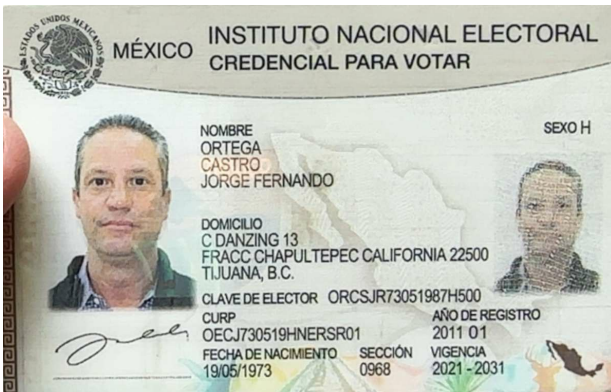 ESTADOS UNIDOS MEXICANOS
MÉXICO
INSTITUTO NACIONAL ELECTORAL
CREDENCIAL PARA VOTAR
NOMBRE
ORTEGA
CASTRO
JORGE FERNANDO
SEXO H
DOMICILIO
C DANZING 13
FRACC CHAPULTEPEC CALIFORNIA 22500
TIJUANA, B.C.
CLAVE DE ELECTOR ORCSJR73051987H500
CURP AÑO DE REGISTRO
OECJ730519HNERSR01 2011 01
FECHA DE NACIMIENTO SECCIÓN VIGENCIA
19/05/1973 0968 2021 - 2031